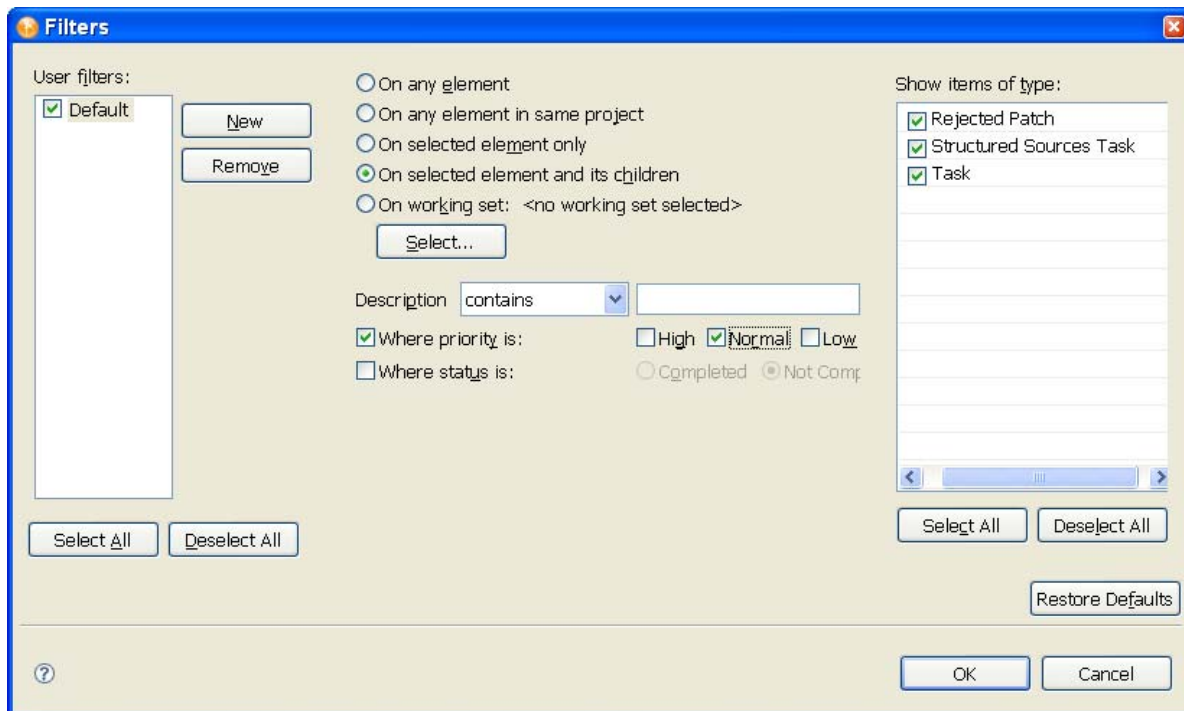 Filters
User filters:
Default
New
Remove
Select All
Deselect All
On any element
On any element in same project
On selected element only
On selected element and its children
On working set: <no working set selected>
Select...
Description contains
Where priority is: High Normal Low
Where status is: Completed Not Comp
Show items of type:
Rejected Patch
Structured Sources Task
Task
Select All
Deselect All
Restore Defaults
OK
Cancel